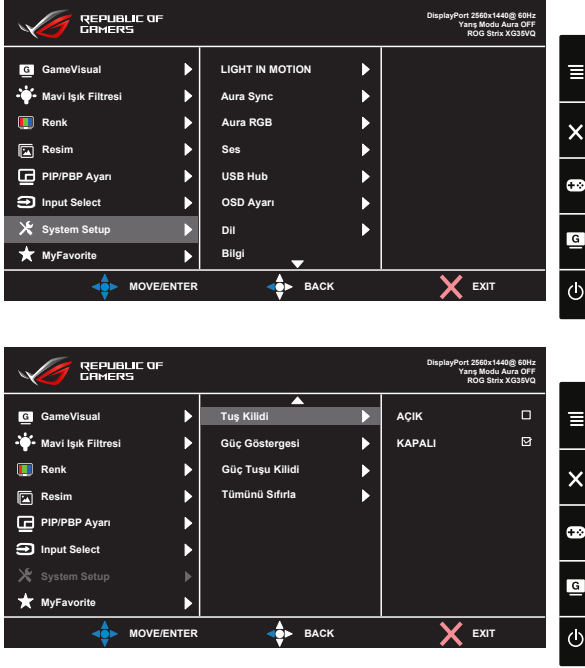 REPUBLIC OF
GAMERS
DisplayPort 2560x1440@ 60Hz
Yarış Modu Aura OFF
ROG Strix XG35VQ
G GameVisual
Mavi Işık Filtresi
Renk
Resim
PIP/PBP Ayarı
Input Select
System Setup
MyFavorite
LIGHT IN MOTION
Aura Sync
Aura RGB
Ses
USB Hub
OSD Ayarı
Dil
Bilgi
MOVE/ENTER
BACK
EXIT
G
REPUBLIC OF
GAMERS
DisplayPort 2560x1440@ 60Hz
Yarış Modu Aura OFF
ROG Strix XG35VQ
G GameVisual
Mavi Işık Filtresi
Renk
Resim
PIP/PBP Ayarı
Input Select
System Setup
MyFavorite
Tuş Kilidi
Güç Göstergesi
Güç Tuşu Kilidi
Tümünü Sıfırla
AÇIK
KAPALI
MOVE/ENTER
BACK
EXIT
G